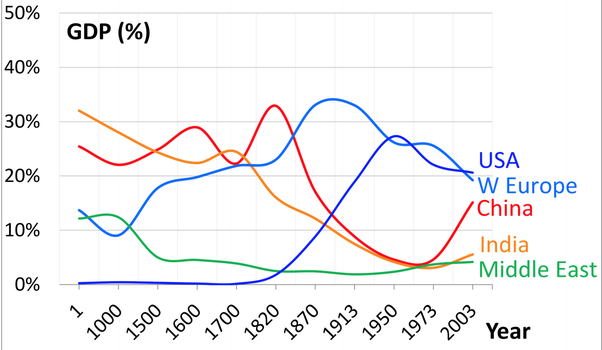 50%
GDP (%)
40%
30%
20%
10%
0%
USA
W Europe
China
India
Middle East
1
1000
1500
1600
1700
1820
1870
1913
1950
1973
2003
Year